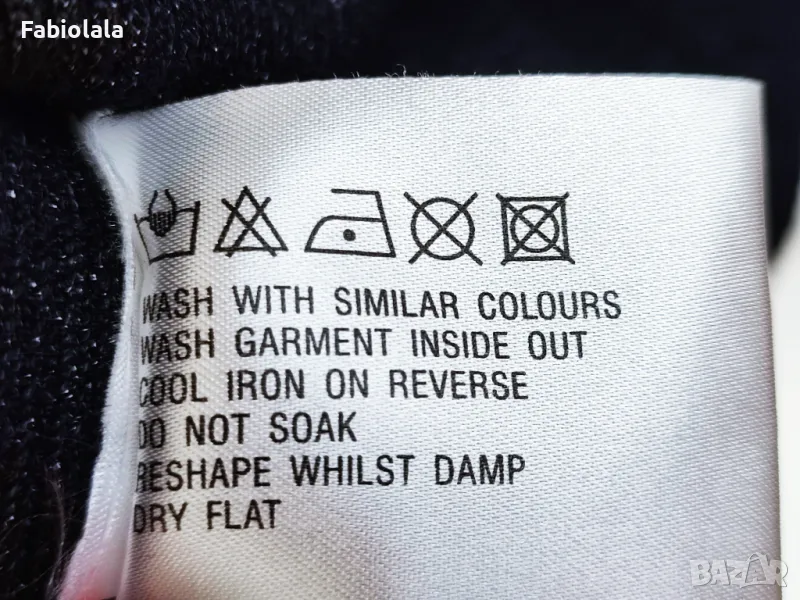 Fabiolala
WASH WITH SIMILAR COLOURS
WASH GARMENT INSIDE OUT
COOL IRON ON REVERSE
DO NOT SOAK
RESHAPE WHILST DAMP
DRY FLAT
BAZAR